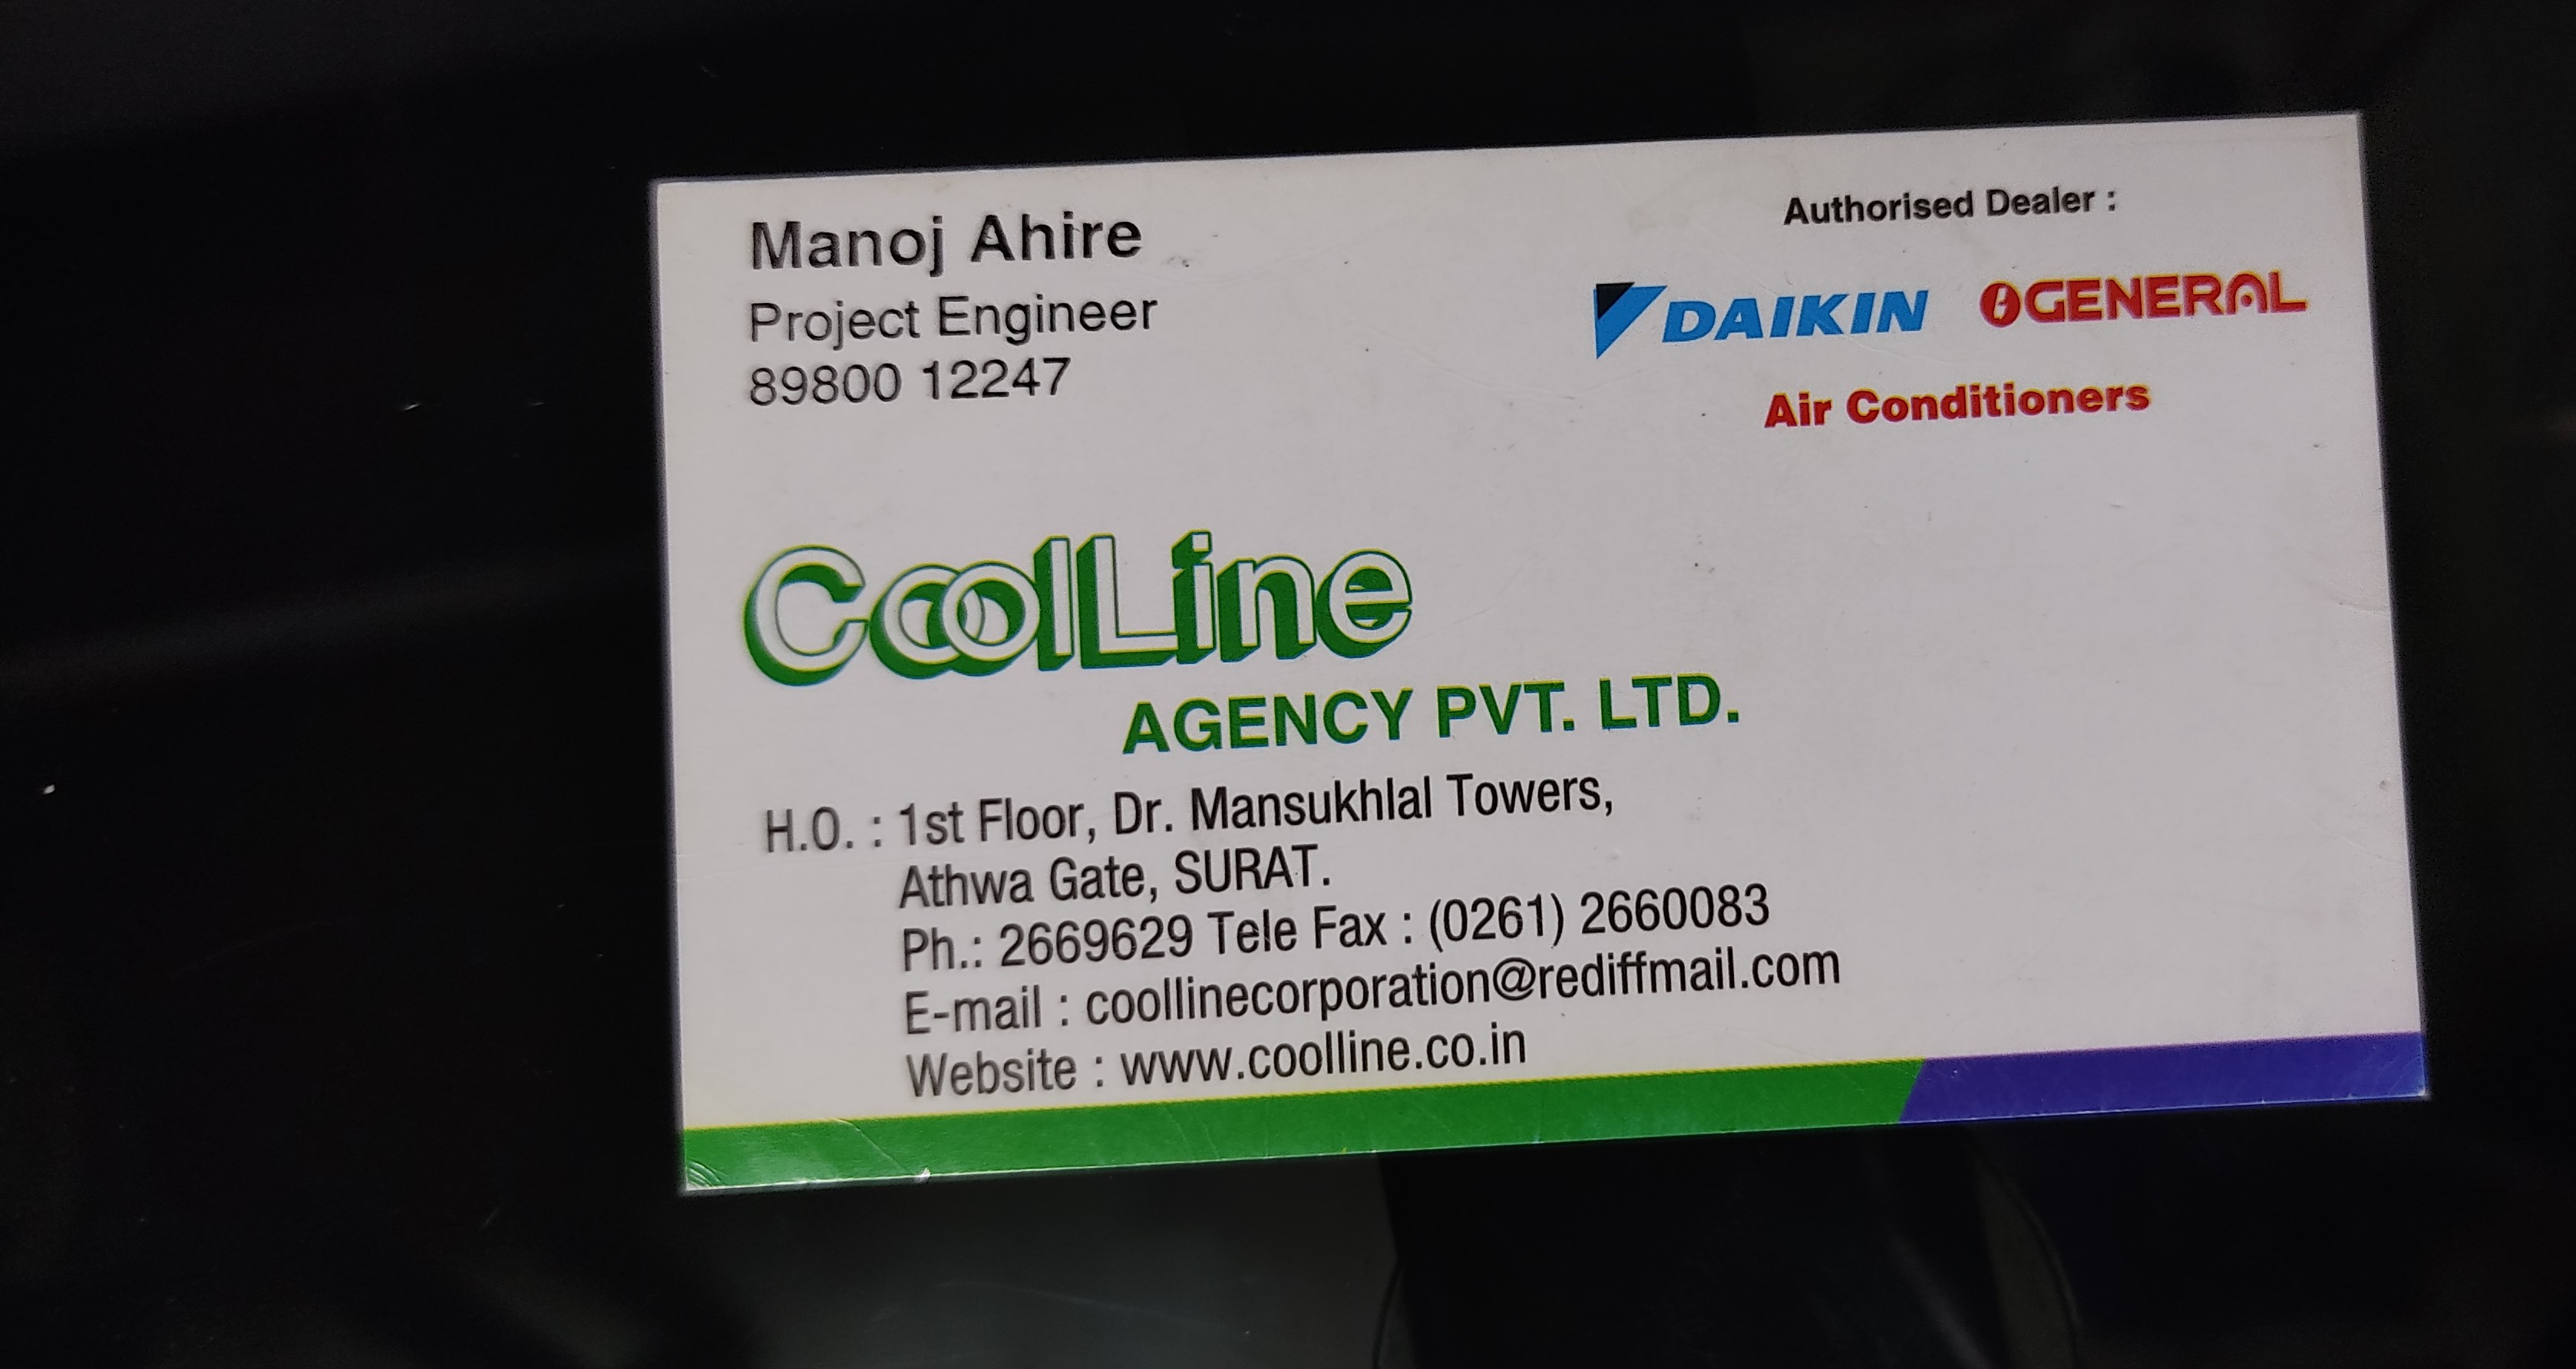 Manoj Ahire
Project Engineer
89800 12247
Authorised Dealer :
DAIKIN GENERAL
Air Conditioners
CoolLine
AGENCY PVT. LTD.
H.O. : 1st Floor, Dr. Mansukhlal Towers,
Athwa Gate, SURAT.
Ph.: 2669629 Tele Fax : (0261) 2660083
E-mail : coollinecorporation@rediffmail.com
Website : www.coolline.co.in